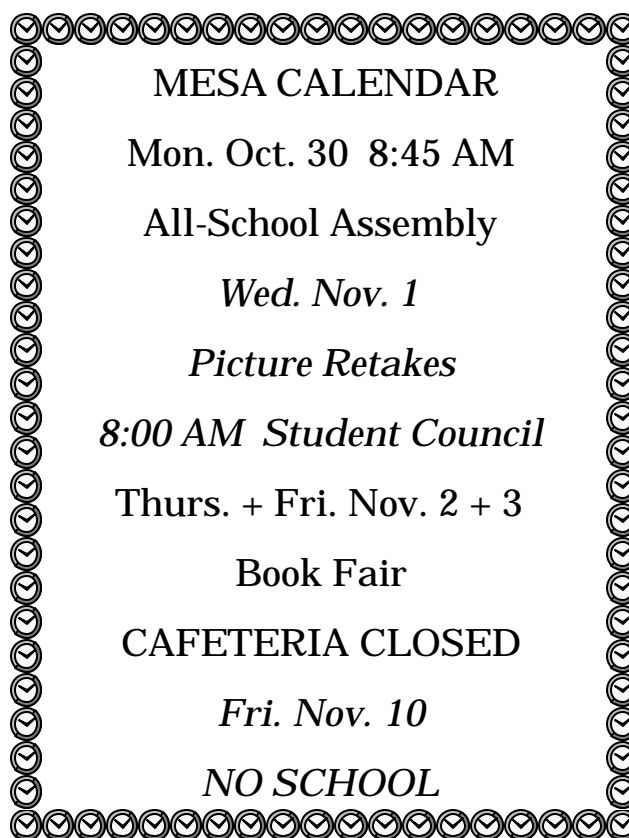 MESA CALENDAR
Mon. Oct. 30  8:45 AM
All-School Assembly
Wed. Nov. 1
Picture Retakes
8:00 AM  Student Council
Thurs. + Fri. Nov. 2 + 3
Book Fair
CAFETERIA CLOSED
Fri. Nov. 10
NO SCHOOL